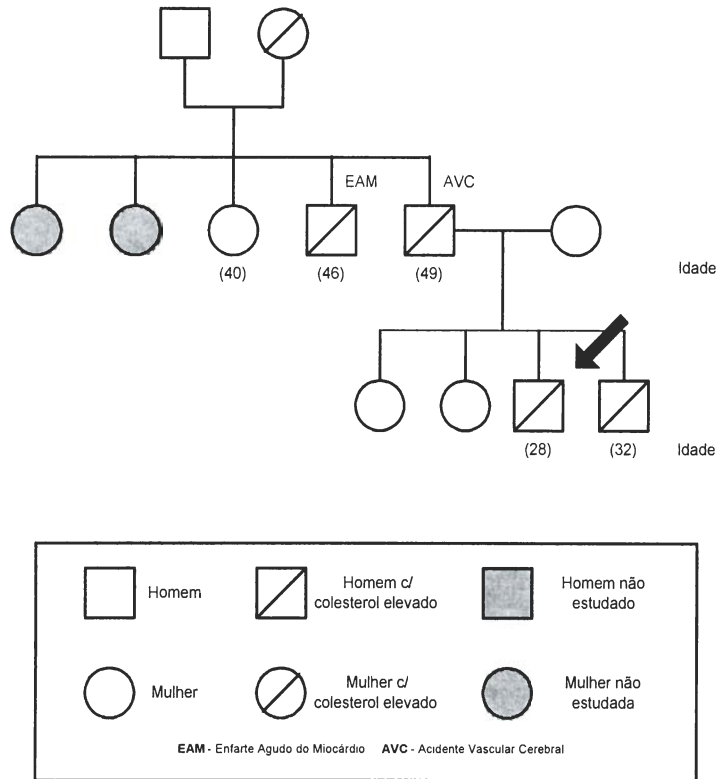 EAM
AVC
(40)
(46)
(49)
Idade
(28)
(32)
Idade
Homem
Homem c/
colesterol elevado
Homem não
estudado
Mulher
Mulher c/
colesterol elevado
Mulher não
estudada
EAM - Enfarte Agudo do Miocárdio AVC - Acidente Vascular Cerebral